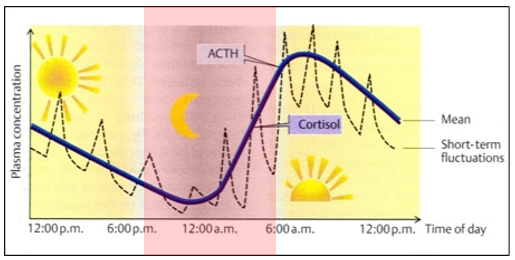 Plasma concentration
ACTH
Cortisol
Mean
Short-term
fluctuations
12:00 p.m. 6:00 p.m. 12:00 a.m. 6:00 a.m. 12:00 p.m. Time of day